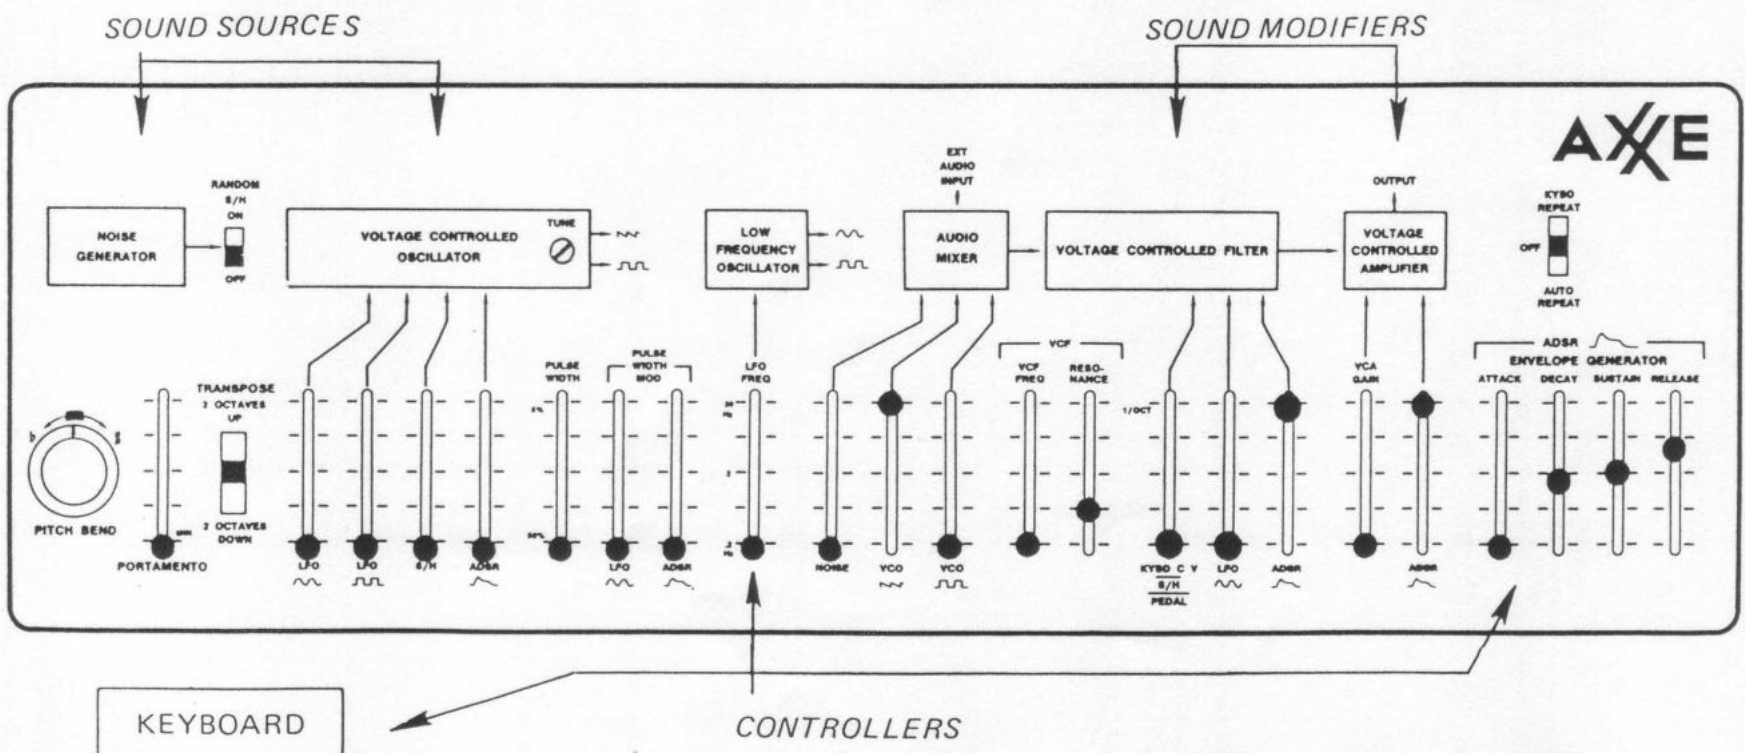 SOUND SOURCES
SOUND MODIFIERS
AXXE
NOISE
GENERATOR
RANDOM
S/H
ON
OFF
VOLTAGE CONTROLLED
OSCILLATOR
TUNE
LOW
FREQUENCY
OSCILLATOR
EXT
AUDIO
INPUT
AUDIO
MIXER
VOLTAGE CONTROLLED FILTER
OUTPUT
VOLTAGE
CONTROLLED
AMPLIFIER
KYBD
REPEAT
OFF
AUTO
REPEAT
PITCH BEND
b
PORTAMENTO
TRANSPOSE
2 OCTAVES
UP
2 OCTAVES
DOWN
LFO
LFO
S/H
ADSR
PULSE
WIDTH
50%
PULSE
WIDTH
MOD
LFO
ADSR
LFO
FREQ
NOISE
VCO
VCO
VCF
VCF
FREQ
RESO-
NANCE
1/OCT
KYBD C V
S/H
PEDAL
LFO
ADSR
VCA
GAIN
ADSR
ADSR
ENVELOPE GENERATOR
ATTACK
DECAY
SUSTAIN
RELEASE
KEYBOARD
CONTROLLERS